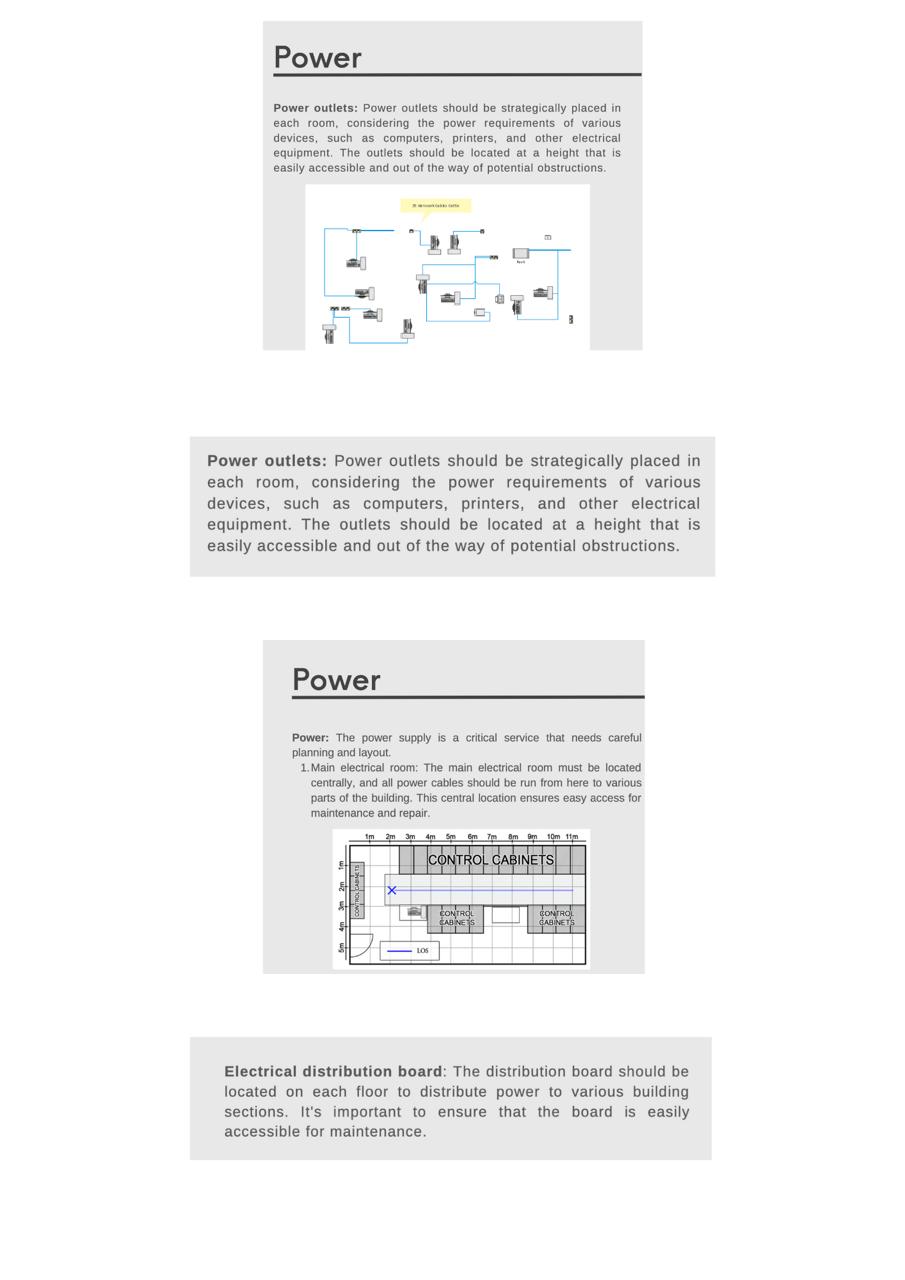 Power
Power outlets: Power outlets should be strategically placed in
each room, considering the power requirements of various
devices, such as computers, printers, and other electrical
equipment. The outlets should be located at a height that is
easily accessible and out of the way of potential obstructions.
Power outlets: Power outlets should be strategically placed in
each room, considering the power requirements of various
devices, such as computers, printers, and other electrical
equipment. The outlets should be located at a height that is
easily accessible and out of the way of potential obstructions.
Power
Power: The power supply is a critical service that needs careful
planning and layout.
1. Main electrical room: The main electrical room must be located
centrally, and all power cables should be run from here to various
parts of the building. This central location ensures easy access for
maintenance and repair.
1m 2m 3m 4m 5m 6m 7m 8m 9m 10m 11m
CONTROL CABINETS
1m
2m
3m
4m
5m
CONTROL CABINETS
CONTROL
CABINETS
CONTROL
CABINETS
LOS
Electrical distribution board: The distribution board should be
located on each floor to distribute power to various building
sections. It's important to ensure that the board is easily
accessible for maintenance.